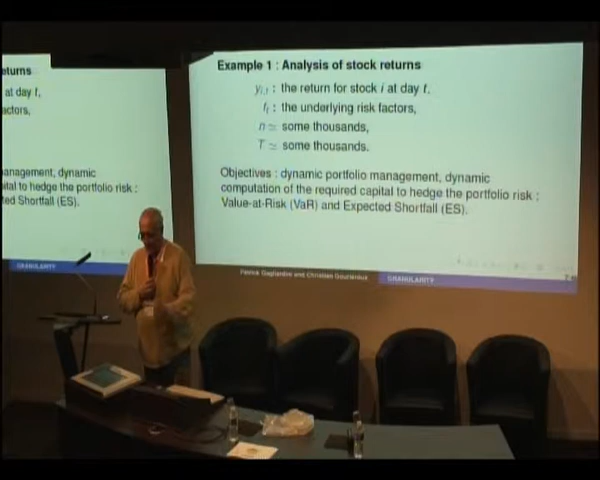 eturns
at day t,
actors,
anagement, dynamic
ital to hedge the portfolio risk :
ted Shortfall (ES).
GRANULARITY
Example 1 : Analysis of stock returns
y_{i,t} : the return for stock i at day t,
f_t : the underlying risk factors,
n ≃ some thousands,
T ≃ some thousands.
Objectives : dynamic portfolio management, dynamic
computation of the required capital to hedge the portfolio risk :
Value-at-Risk (VaR) and Expected Shortfall (ES).
Patrick Gagliardini and Christian Gourieroux
GRANULARITY